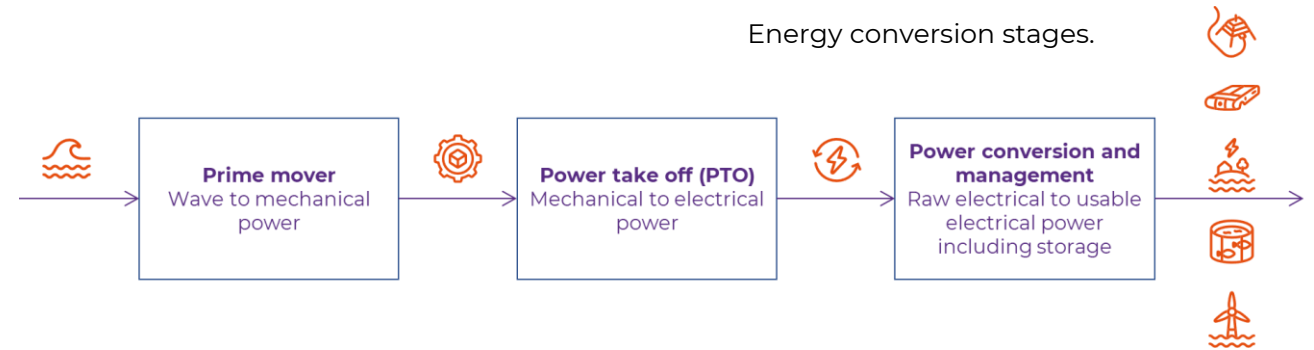 Energy conversion stages.
Prime mover
Wave to mechanical
power
Power take off (PTO)
Mechanical to electrical
power
Power conversion and
management
Raw electrical to usable
electrical power
including storage